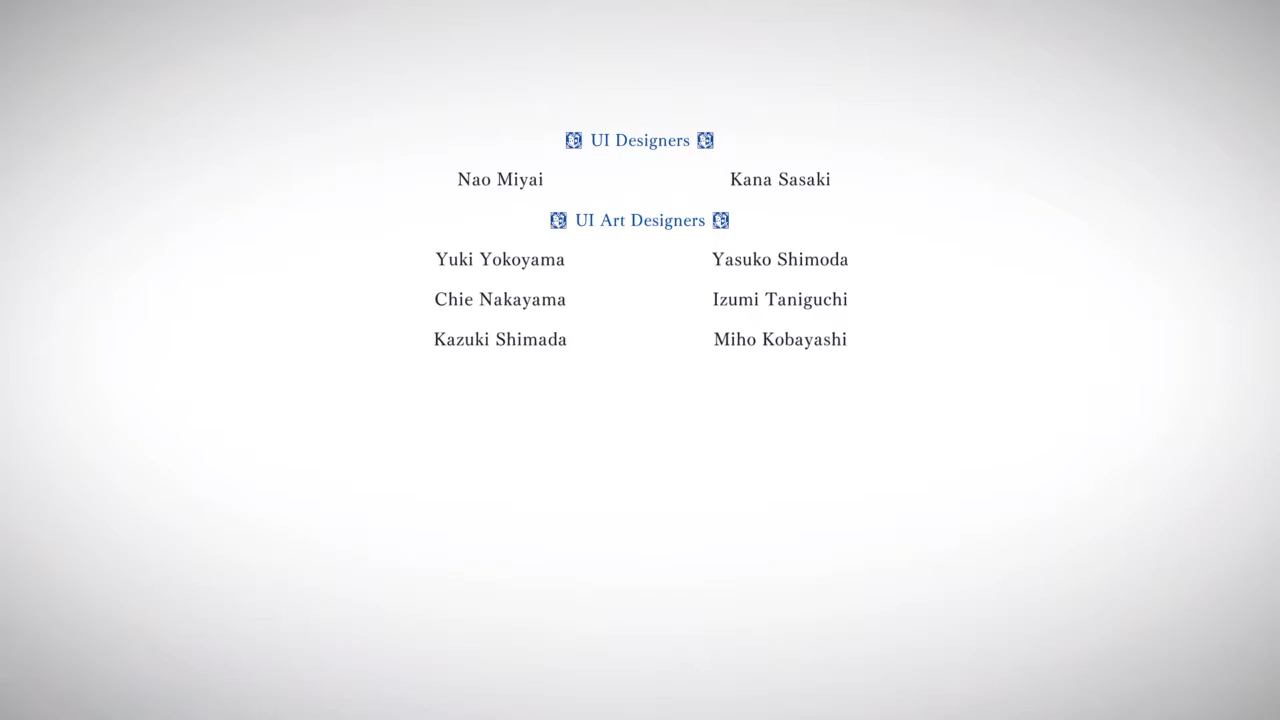 UI Designers
Nao Miyai Kana Sasaki
UI Art Designers
Yuki Yokoyama Yasuko Shimoda
Chie Nakayama Izumi Taniguchi
Kazuki Shimada Miho Kobayashi